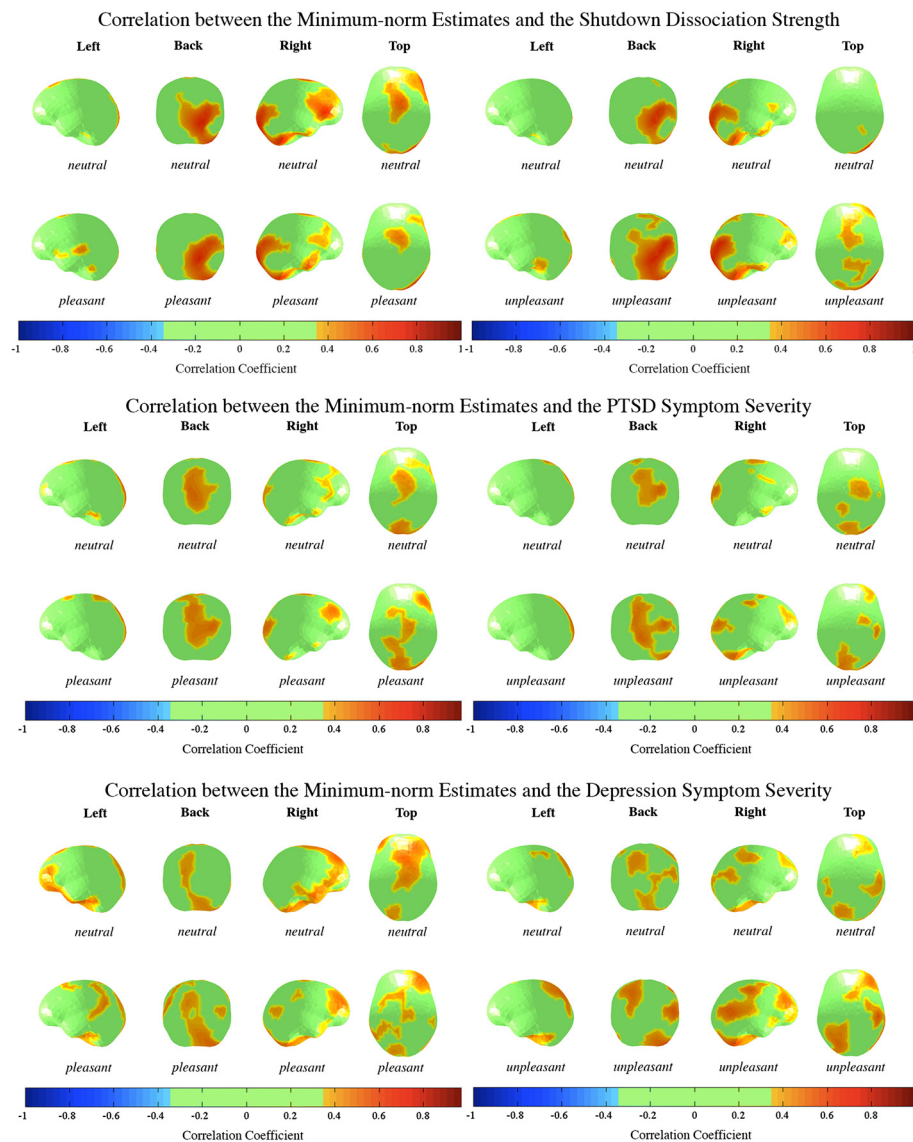 Correlation between the Minimum-norm Estimates and the Shutdown Dissociation Strength
Left Back Right Top Left Back Right Top
neutral neutral neutral neutral neutral neutral neutral neutral
pleasant pleasant pleasant pleasant unpleasant unpleasant unpleasant unpleasant
-1 -0.8 -0.6 -0.4 -0.2 0 0.2 0.4 0.6 0.8 1 -0.8 -0.6 -0.4 -0.2 0 0.2 0.4 0.6 0.8
Correlation Coefficient Correlation Coefficient
Correlation between the Minimum-norm Estimates and the PTSD Symptom Severity
Left Back Right Top Left Back Right Top
neutral neutral neutral neutral neutral neutral neutral neutral
pleasant pleasant pleasant pleasant unpleasant unpleasant unpleasant unpleasant
-1 -0.8 -0.6 -0.4 -0.2 0 0.2 0.4 0.6 0.8 -1 -0.8 -0.6 -0.4 -0.2 0 0.2 0.4 0.6 0.8
Correlation Coefficient Correlation Coefficient
Correlation between the Minimum-norm Estimates and the Depression Symptom Severity
Left Back Right Top Left Back Right Top
neutral neutral neutral neutral neutral neutral neutral neutral
pleasant pleasant pleasant pleasant unpleasant unpleasant unpleasant unpleasant
-1 -0.8 -0.6 -0.4 -0.2 0 0.2 0.4 0.6 0.8 -1 -0.8 -0.6 -0.4 -0.2 0 0.2 0.4 0.6 0.8
Correlation Coefficient Correlation Coefficient